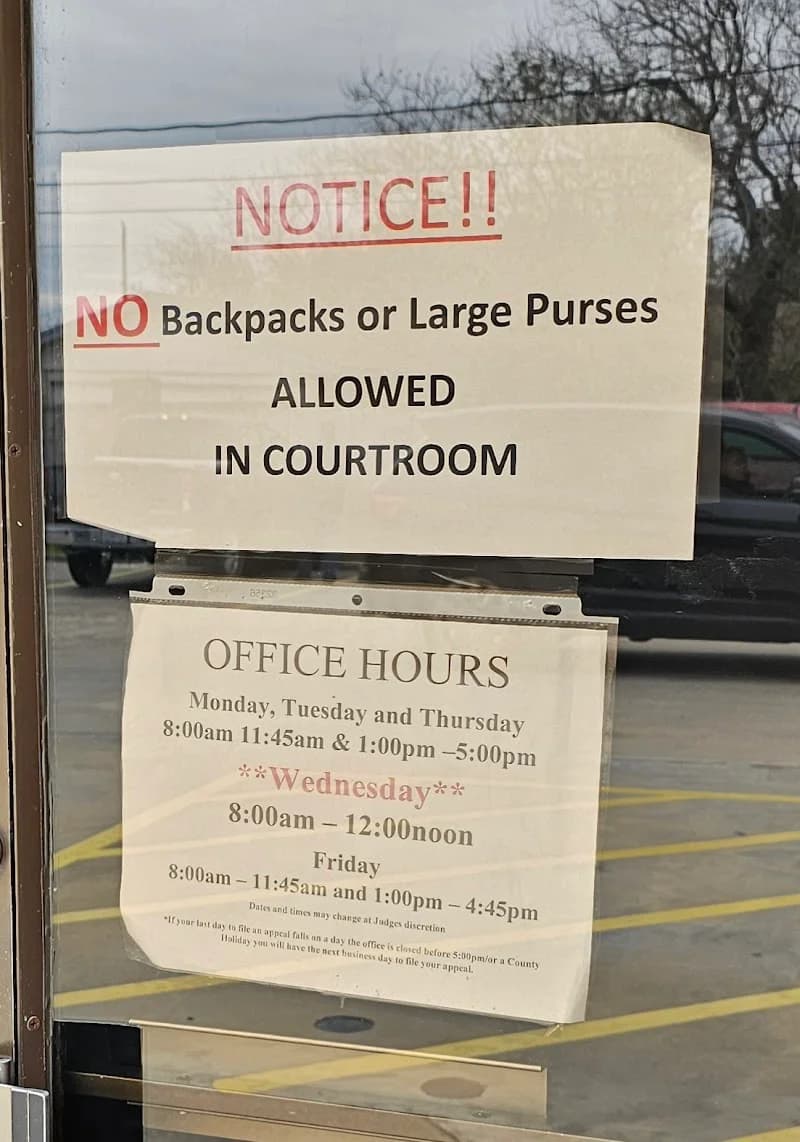 NOTICE!!
NO Backpacks or Large Purses
ALLOWED
IN COURTROOM
OFFICE HOURS
Monday, Tuesday and Thursday
8:00am 11:45am & 1:00pm –5:00pm
**Wednesday**
8:00am – 12:00noon
Friday
8:00am – 11:45am and 1:00pm – 4:45pm
Dates and times may change at Judges discretion
*If your last day to file an appeal falls on a day the office is closed before 5:00pm/or a County
Holiday you will have the next business day to file your appeal.